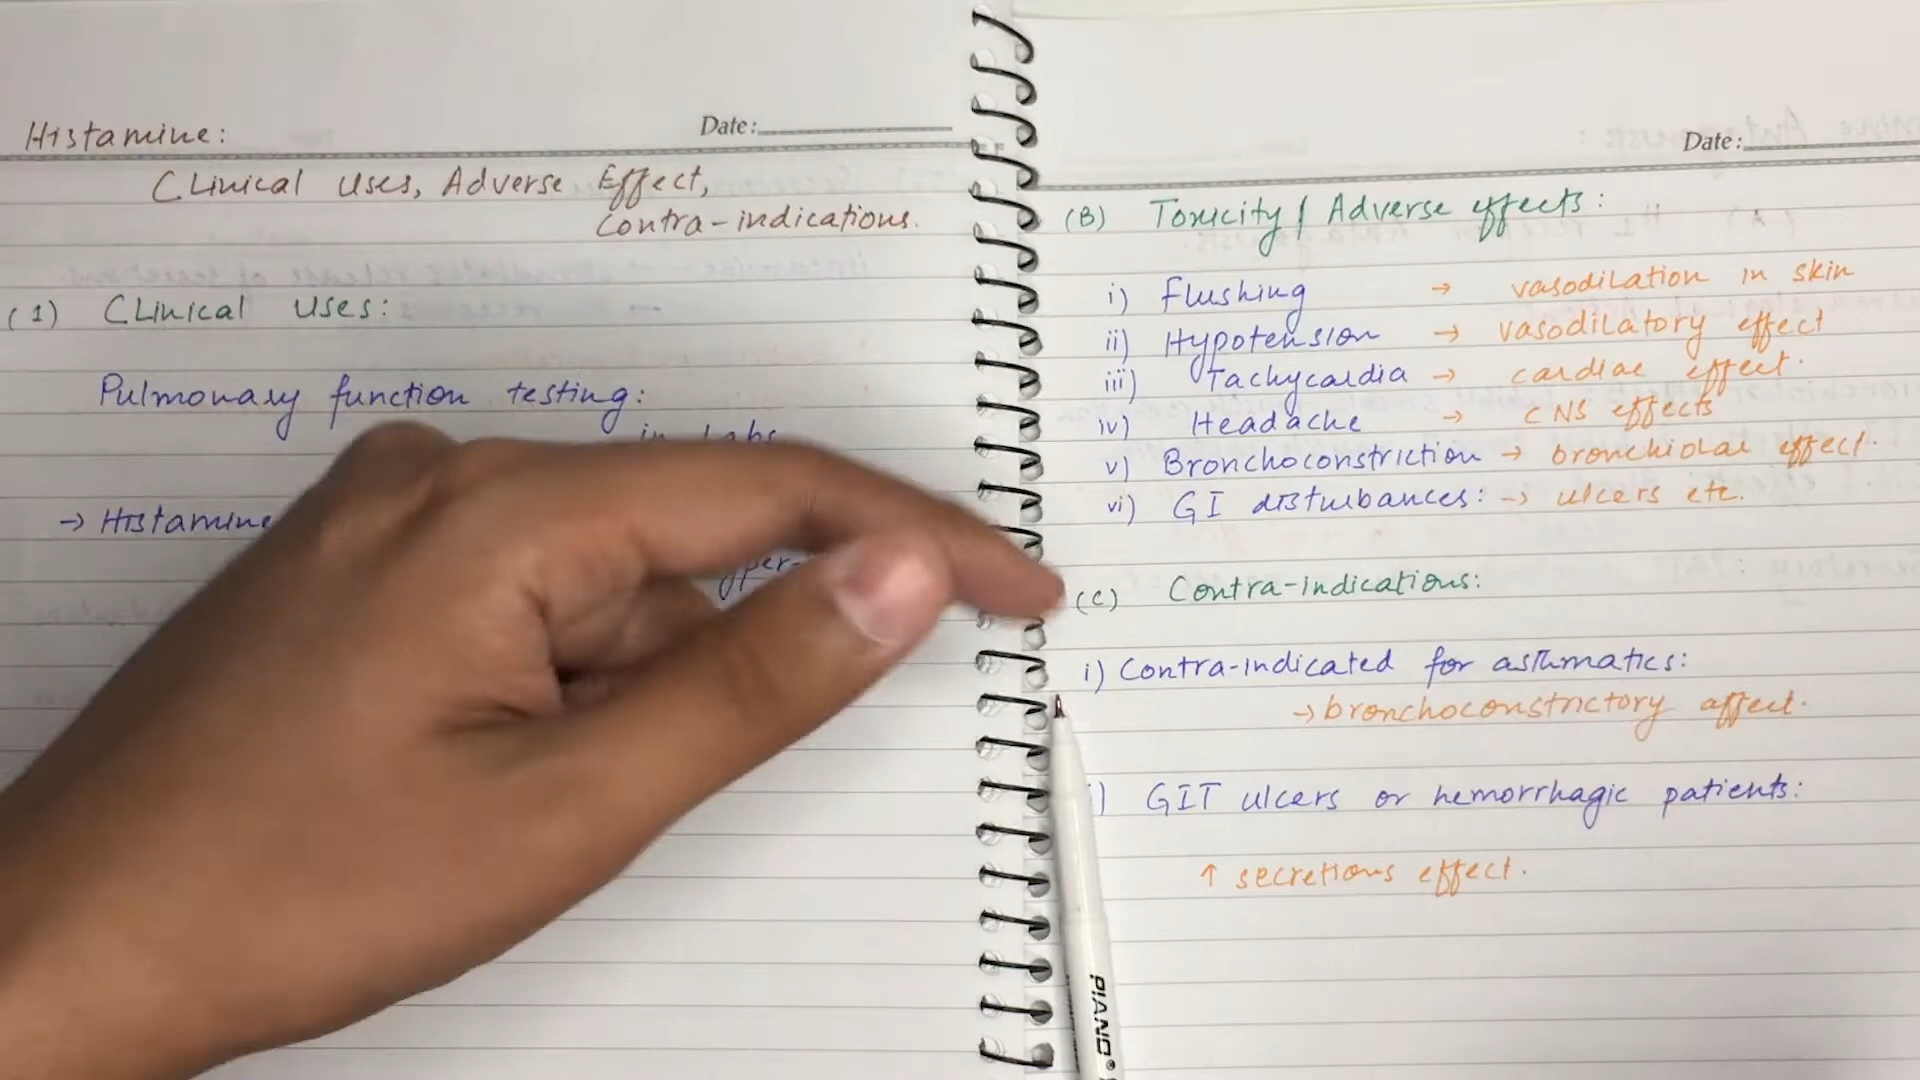 Histamine:
Date:
Clinical Uses, Adverse Effect,
Contra-indications.
(1) Clinical Uses:
Pulmonary function testing:
in Labs
→ Histamine
Date:
(B) Toxicity / Adverse effects:
i) Flushing → vasodilation in skin
ii) Hypotension → vasodilatory effect
iii) Tachycardia → cardiac effect.
iv) Headache → CNS effects
v) Bronchoconstriction → bronchiolar effect.
vi) GI disturbances: → ulcers etc.
(C) Contra-indications:
i) Contra-indicated for asthmatics:
→ bronchoconstrictory affect.
) GIT ulcers or hemorrhagic patients:
↑ secretions effect.
PIANO®